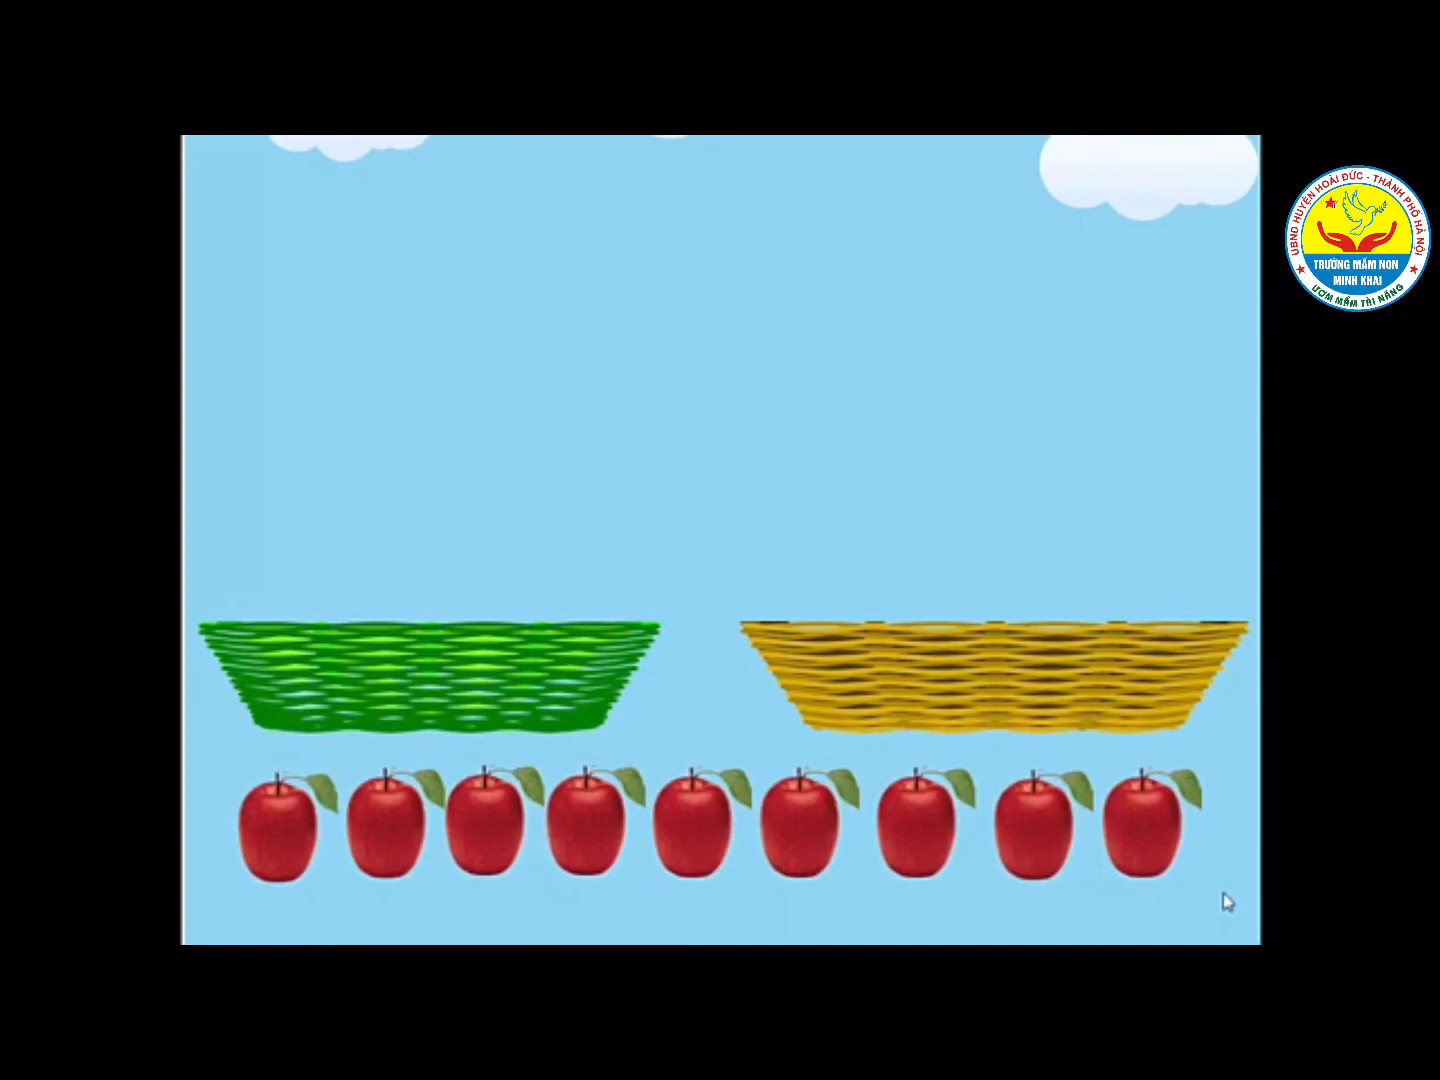 UBND HUYỆN HOÀI ĐỨC - THÀNH PHỐ HÀ NỘI
TRƯỜNG MẦM NON
MINH KHAI
ƯƠM MẦM TÀI NĂNG